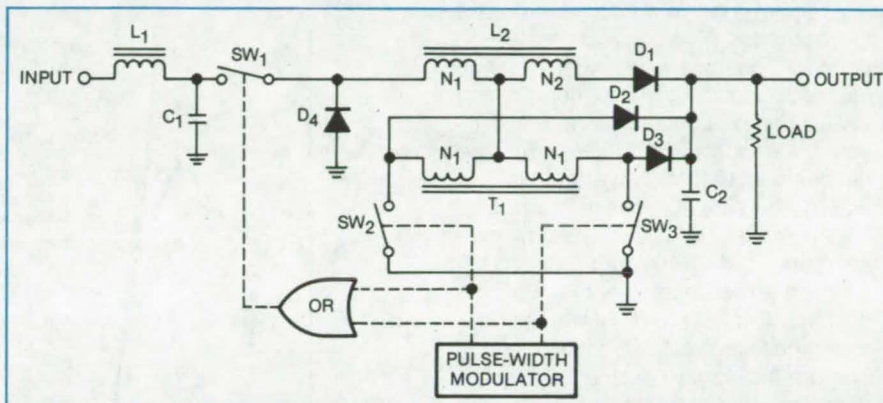 L1
L2
SW1
D1
INPUT
OUTPUT
N1
N2
D2
C1
D4
D3
LOAD
N1
N1
C2
T1
SW2
SW3
OR
PULSE-WIDTH
MODULATOR